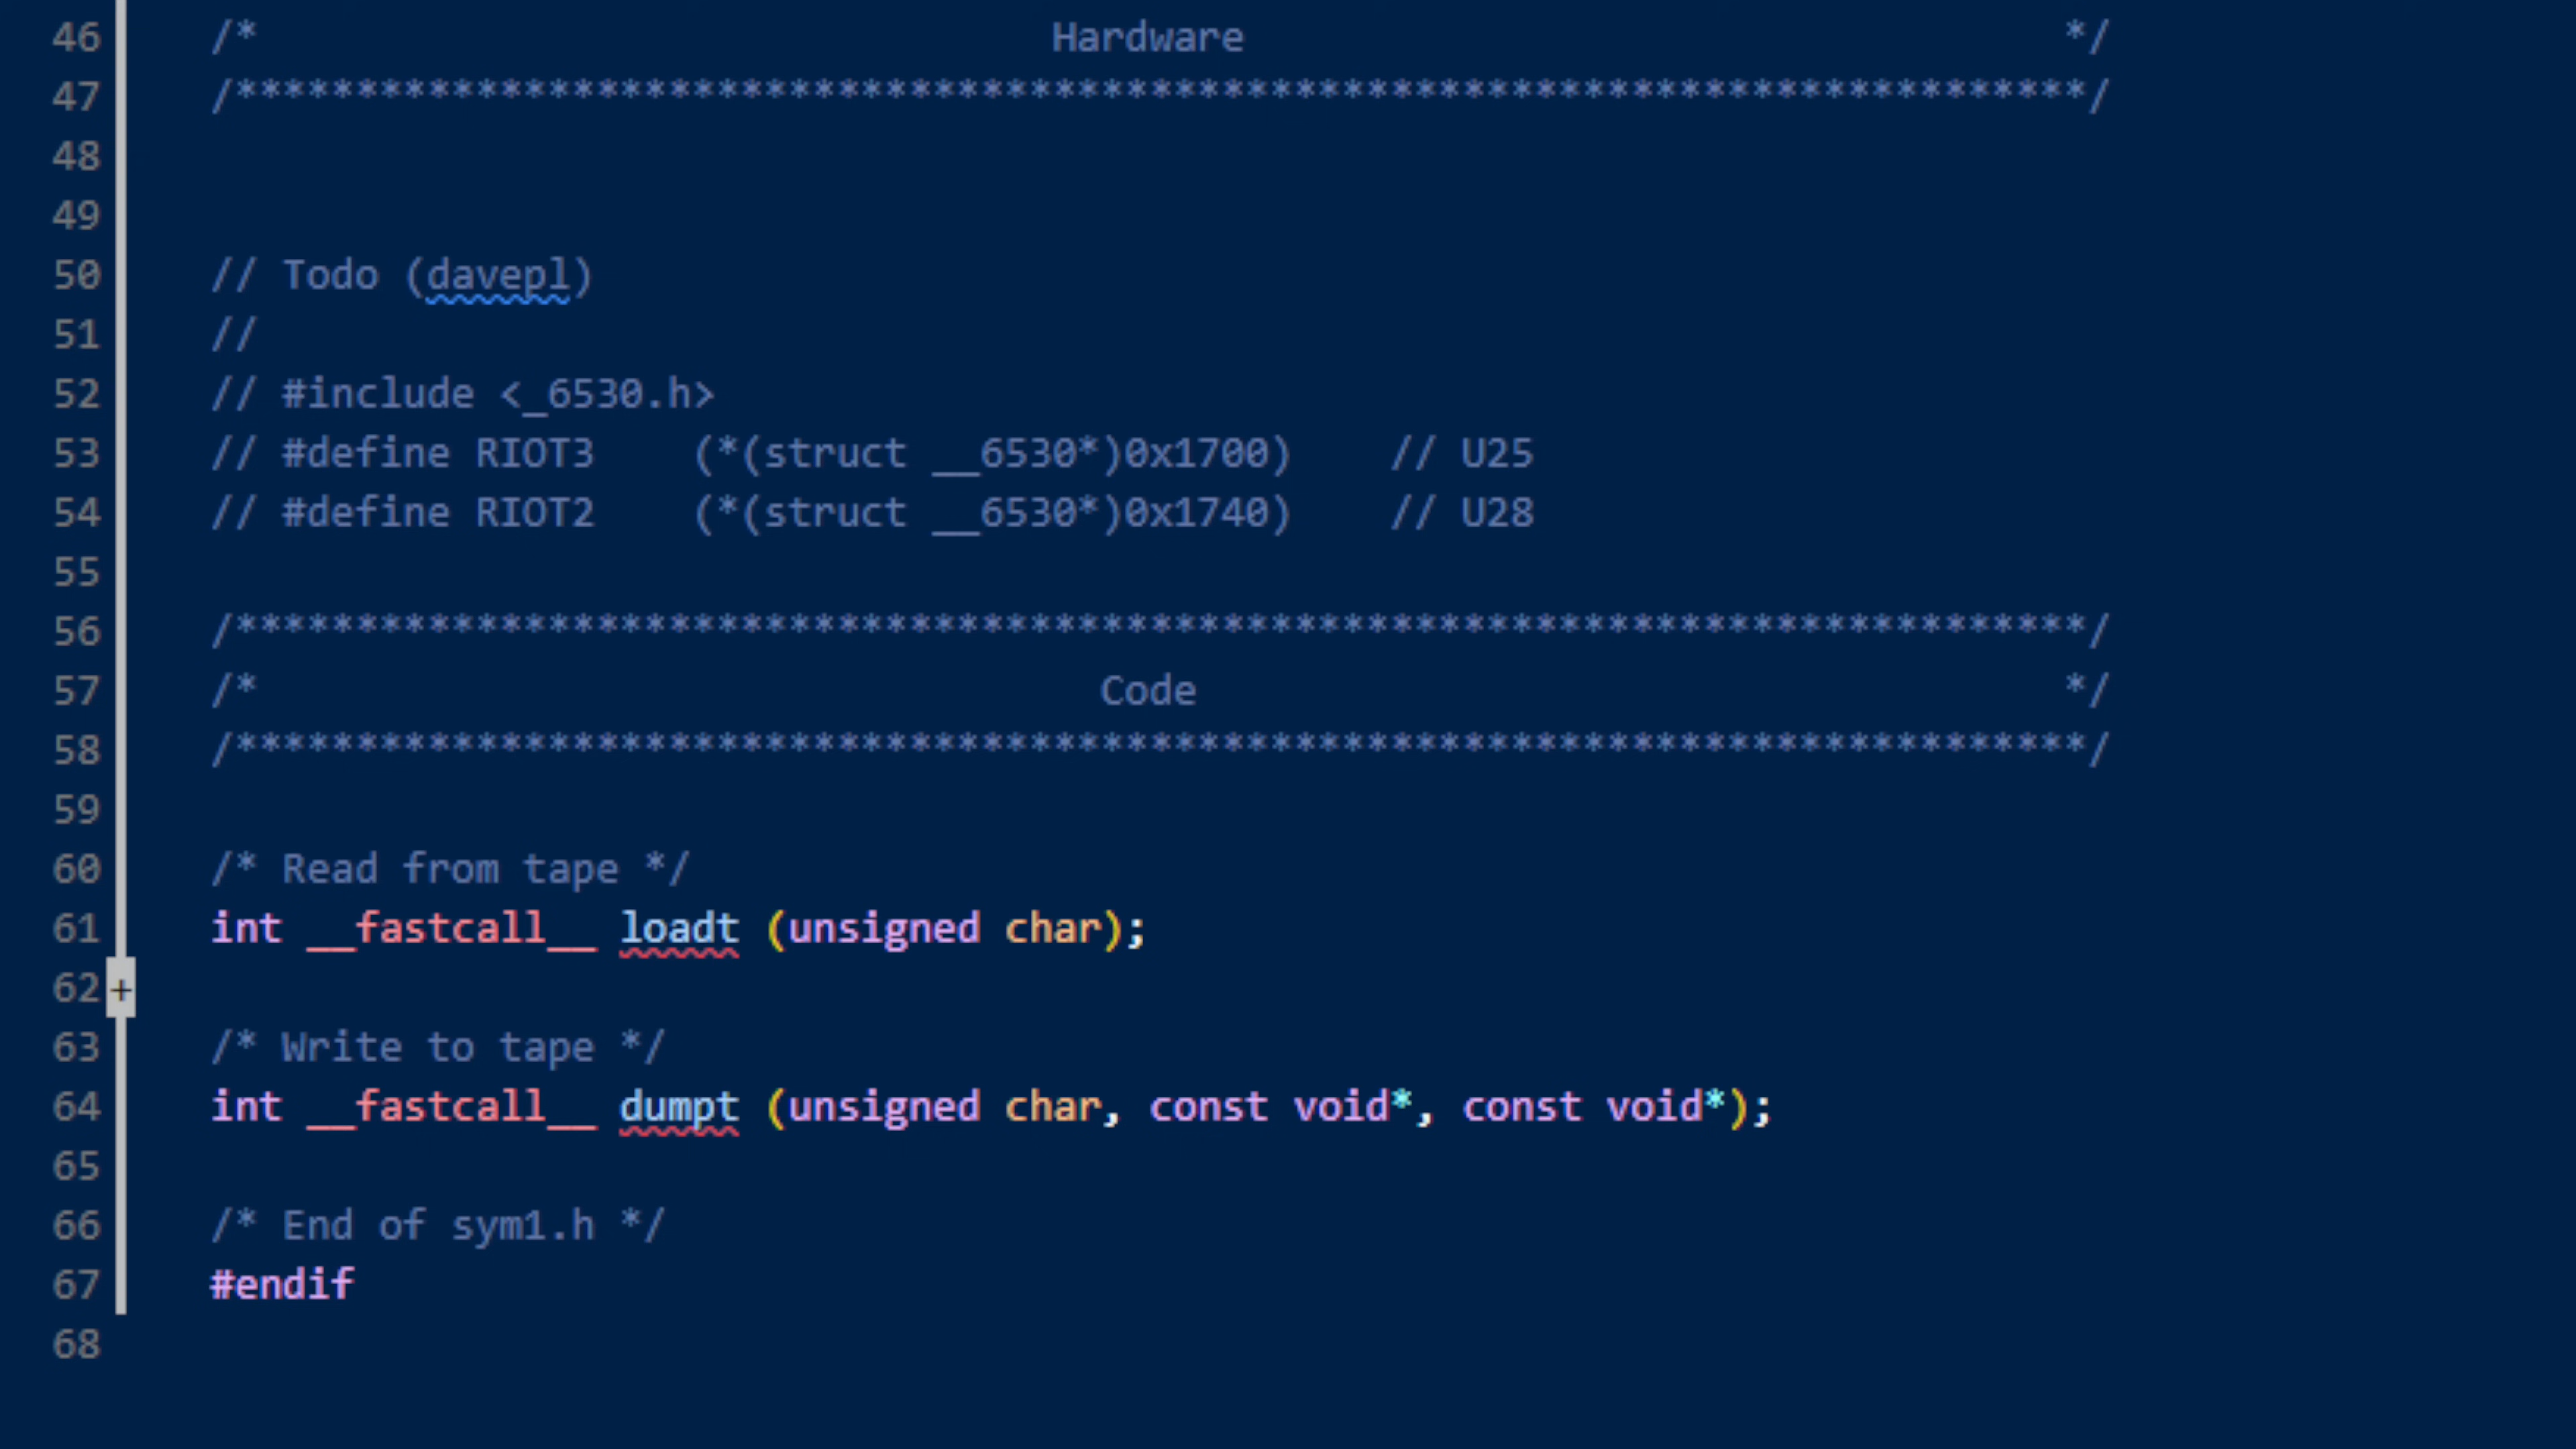 46 /*                                  Hardware                                   */
47 /*****************************************************************************/
48
49
50 // Todo (davepl)
51 //
52 // #include <_6530.h>
53 // #define RIOT3    (*(struct __6530*)0x1700)    // U25
54 // #define RIOT2    (*(struct __6530*)0x1740)    // U28
55
56 /*****************************************************************************/
57 /*                                    Code                                    */
58 /*****************************************************************************/
59
60 /* Read from tape */
61 int __fastcall__ loadt (unsigned char);
62 +
63 /* Write to tape */
64 int __fastcall__ dumpt (unsigned char, const void*, const void*);
65
66 /* End of sym1.h */
67 #endif
68